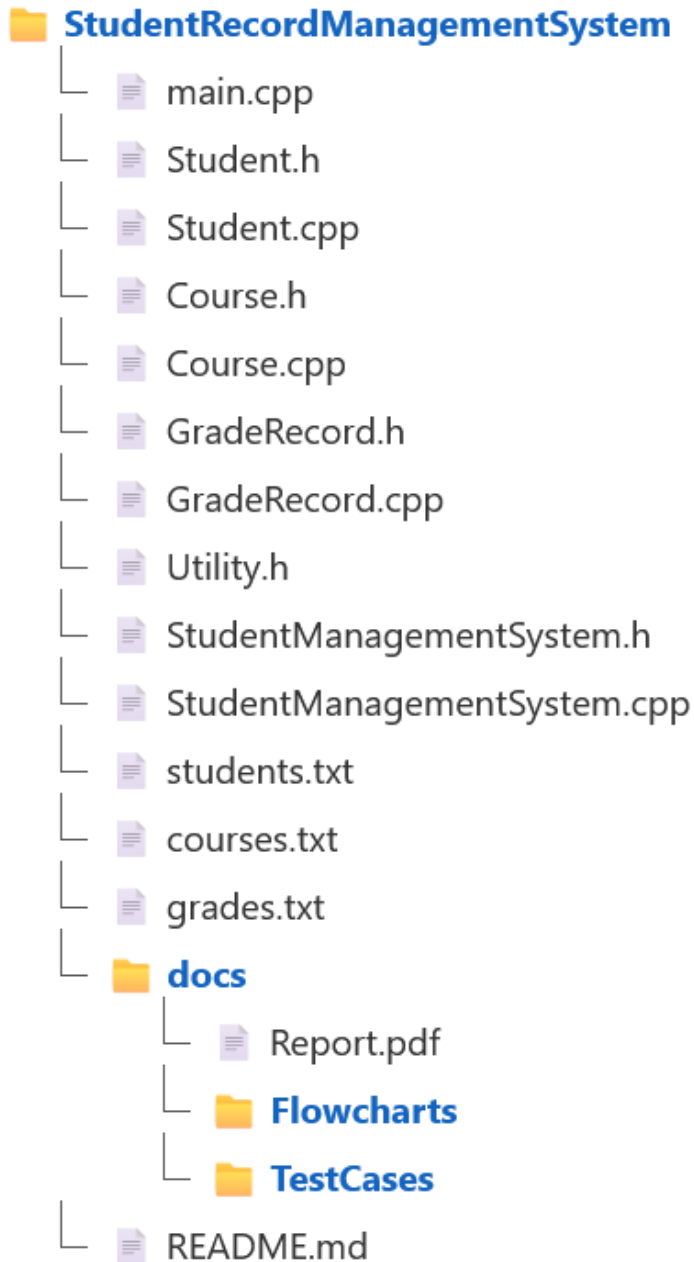 StudentRecordManagementSystem
main.cpp
Student.h
Student.cpp
Course.h
Course.cpp
GradeRecord.h
GradeRecord.cpp
Utility.h
StudentManagementSystem.h
StudentManagementSystem.cpp
students.txt
courses.txt
grades.txt
docs
Report.pdf
Flowcharts
TestCases
README.md